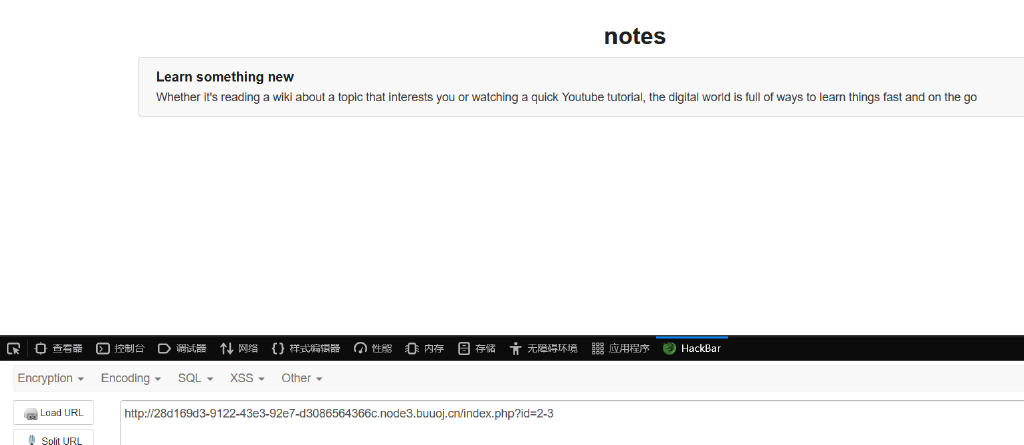 notes
Learn something new
Whether it's reading a wiki about a topic that interests you or watching a quick Youtube tutorial, the digital world is full of ways to learn things fast and on the go
查看器 控制台 调试器 网络 样式编辑器 性能 内存 存储 无障碍环境 应用程序 HackBar
Encryption Encoding SQL XSS Other
Load URL http://28d169d3-9122-43e3-92e7-d3086564366c.node3.buuoj.cn/index.php?id=2-3
Split URL